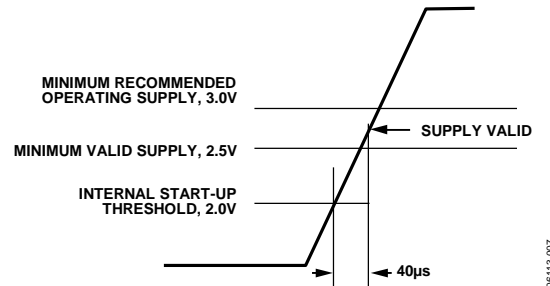 MINIMUM RECOMMENDED
OPERATING SUPPLY, 3.0V
SUPPLY VALID
MINIMUM VALID SUPPLY, 2.5V
INTERNAL START-UP
THRESHOLD, 2.0V
40µs